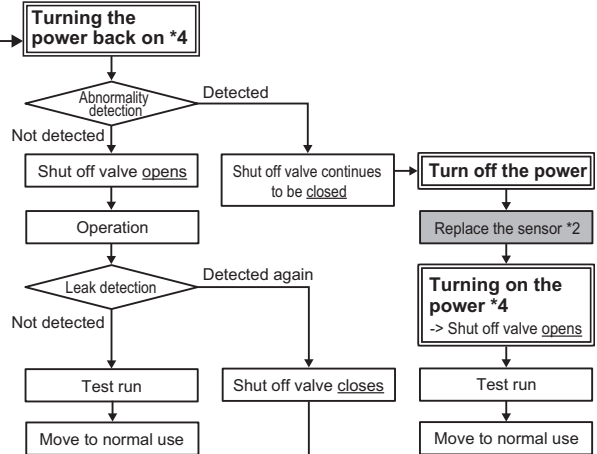 Turning the
power back on *4
Abnormality
detection
Detected
Not detected
Shut off valve opens
Shut off valve continues
to be closed
Turn off the power
Operation
Replace the sensor *2
Leak detection
Detected again
Not detected
Turning on the
power *4
-> Shut off valve opens
Test run
Shut off valve closes
Test run
Move to normal use
Move to normal use